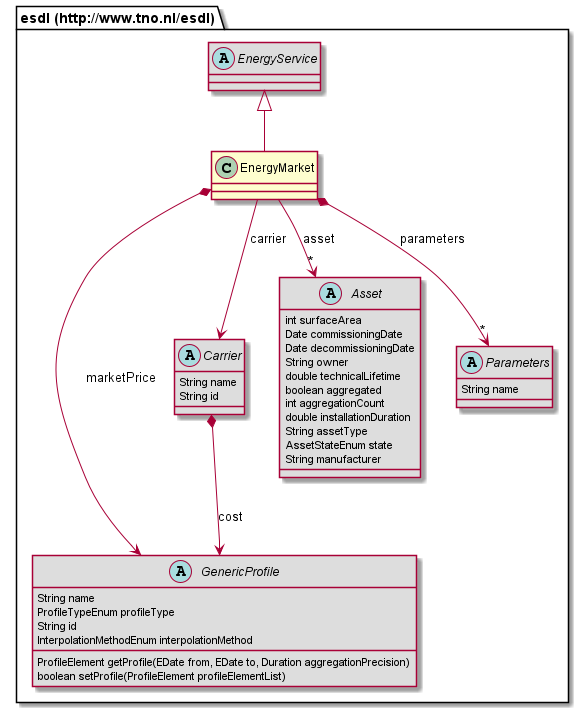 esdl (http://www.tno.nl/esdl)
A EnergyService
C EnergyMarket
carrier
asset
parameters
*
A Asset
int surfaceArea
Date commissioningDate
Date decommissioningDate
String owner
double technicalLifetime
boolean aggregated
int aggregationCount
double installationDuration
String assetType
AssetStateEnum state
String manufacturer
*
A Parameters
String name
A Carrier
String name
String id
marketPrice
cost
A GenericProfile
String name
ProfileTypeEnum profileType
String id
InterpolationMethodEnum interpolationMethod
ProfileElement getProfile(EDate from, EDate to, Duration aggregationPrecision)
boolean setProfile(ProfileElement profileElementList)